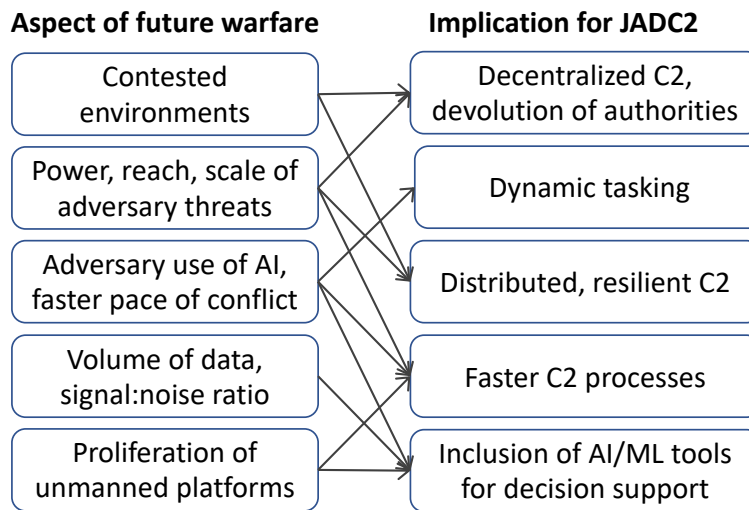 Aspect of future warfare
Implication for JADC2
Contested
environments
Decentralized C2,
devolution of authorities
Power, reach, scale of
adversary threats
Dynamic tasking
Adversary use of AI,
faster pace of conflict
Distributed, resilient C2
Volume of data,
signal:noise ratio
Faster C2 processes
Proliferation of
unmanned platforms
Inclusion of AI/ML tools
for decision support